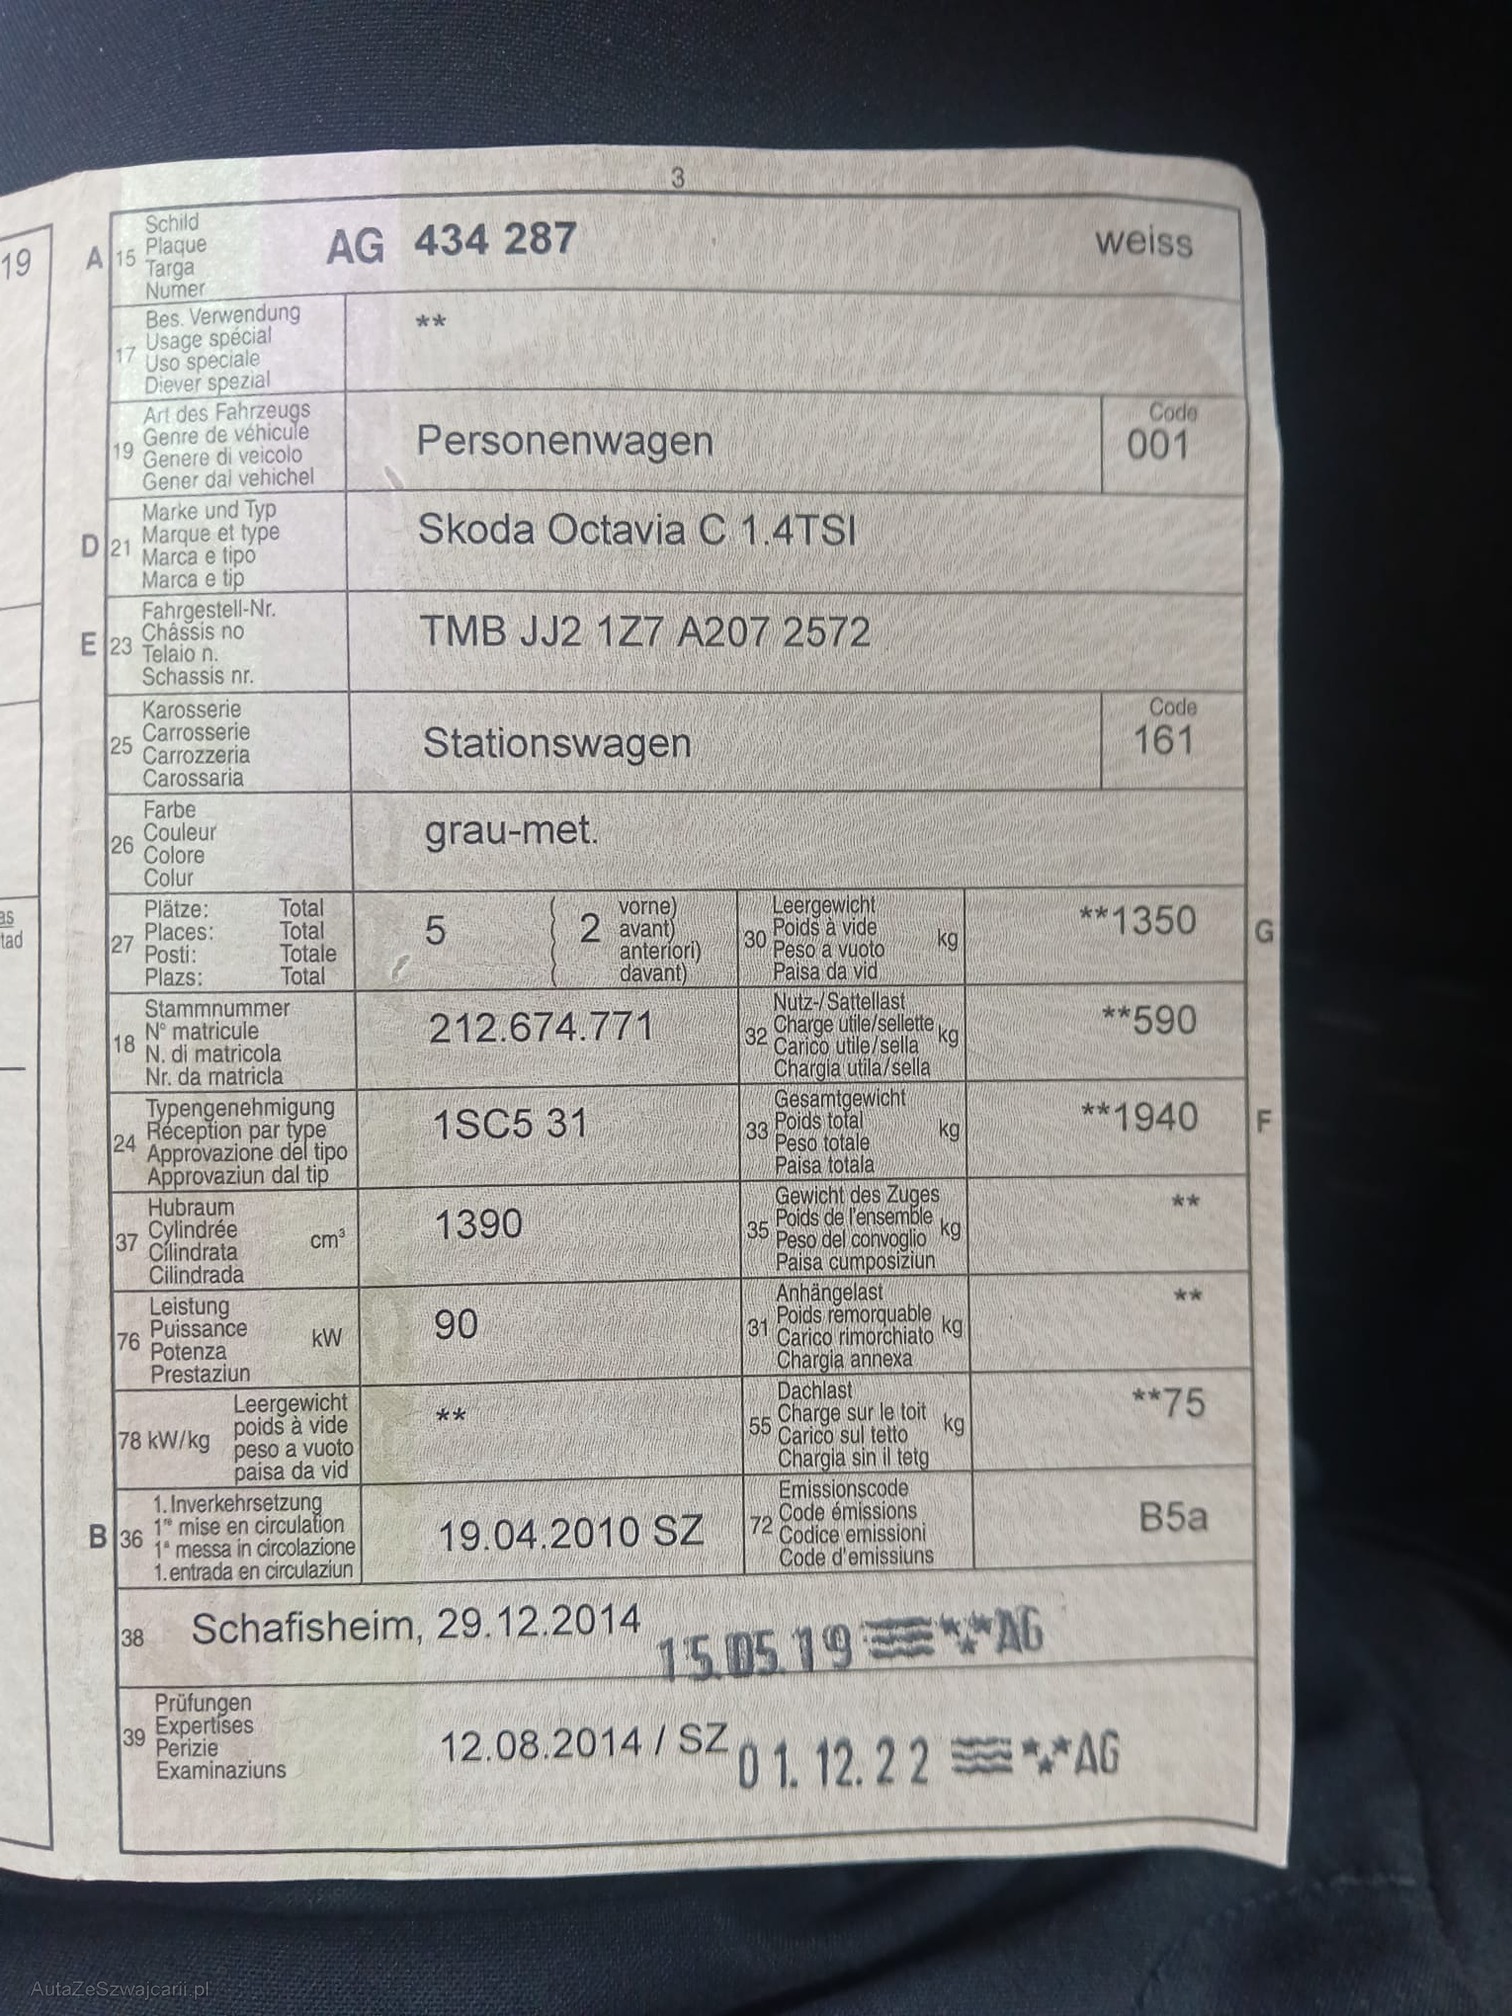 3
19
A 15 Schild
Plaque
Targa
Numer
AG 434 287 weiss
17 Bes. Verwendung
Usage spécial
Uso speciale
Diever spezial
**
19 Art des Fahrzeugs
Genre de véhicule
Genere di veicolo
Gener dal vehichel
Personenwagen
Code
001
D 21 Marke und Typ
Marque et type
Marca e tipo
Marca e tip
Skoda Octavia C 1.4TSI
E 23 Fahrgestell-Nr.
Châssis no
Telaio n.
Schassis nr.
TMB JJ2 1Z7 A207 2572
25 Karosserie
Carrosserie
Carrozzeria
Carossaria
Stationswagen
Code
161
26 Farbe
Couleur
Colore
Colur
grau-met.
as
tad
27 Plätze: Total
Places: Total
Posti: Totale
Plazs: Total
5 2
vorne)
avant)
anteriori)
davant)
30 Leergewicht
Poids à vide
Peso a vuoto
Paisa da vid
kg
**1350 G
18 Stammnummer
N° matricule
N. di matricola
Nr. da matricla
212.674.771
32 Nutz-/Sattellast
Charge utile/sellette
Carico utile/sella
Chargia utila/sella
kg
**590
24 Typengenehmigung
Réception par type
Approvazione del tipo
Approvaziun dal tip
1SC5 31
33 Gesamtgewicht
Poids total
Peso totale
Paisa totala
kg
**1940 F
37 Hubraum
Cylindrée
Cilindrata
Cilindrada
cm³
1390
35 Gewicht des Zuges
Poids de l'ensemble
Peso del convoglio
Paisa cumposiziun
kg
**
76 Leistung
Puissance
Potenza
Prestaziun
kW
90
31 Anhängelast
Poids remorquable
Carico rimorchiato
Chargia annexa
kg
**
78 kW/kg
Leergewicht
poids à vide
peso a vuoto
paisa da vid
**
55 Dachlast
Charge sur le toit
Carico sul tetto
Chargia sin il tetg
kg
**75
B 36 1. Inverkehrsetzung
1re mise en circulation
1a messa in circolazione
1. entrada en circulaziun
19.04.2010 SZ
72 Emissionscode
Code émissions
Codice emissioni
Code d'emissiuns
B5a
38 Schafisheim, 29.12.2014
15.05.19 AG
39 Prüfungen
Expertises
Perizie
Examinaziuns
12.08.2014 / SZ
01.12.22 AG
AutaZeSzwajcarii.pl